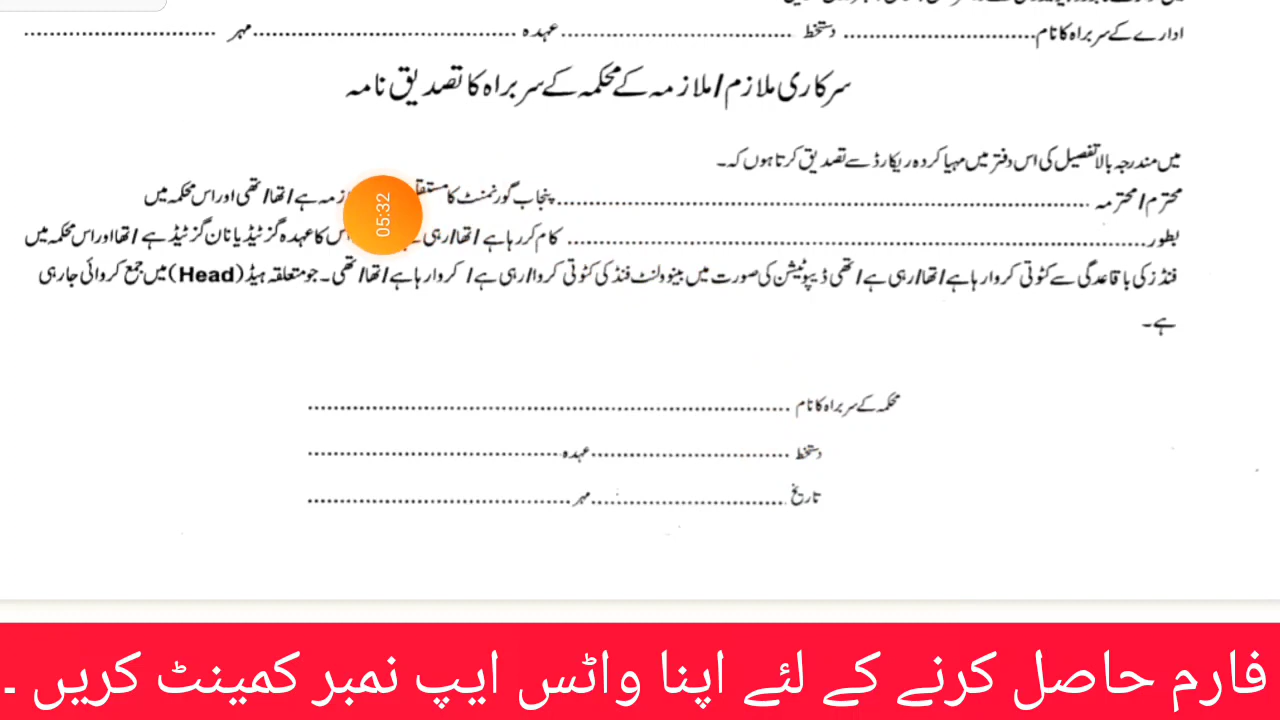 ادارے کے سربراہ کا نام.............................. دستخط .....................................عہدہ ..........................................مہر ...............................
سرکاری ملازم/ملازمہ کے محکمہ کے سربراہ کا تصدیق نامہ
میں مندرجہ بالا تفصیل کی اس دفتر میں مہیا کردہ ریکارڈ سے تصدیق کرتا ہوں کہ۔
محترم/محترمہ ..................................................................................... پنجاب گورنمنٹ کا ہے/تھا/تھی اور اس محکمہ میں
بطور............................................................................................. کام کر رہا ہے/تھا/رہی کا عہدہ گزٹیڈ یا نان گزٹیڈ ہے/تھا اور اس محکمہ میں
فنڈز کی باقاعدگی سے کٹوتی کروا رہا ہے/تھا/رہی ہے/تھی ڈیپوٹیشن کی صورت میں بینوولنٹ فنڈ کی کٹوتی کروا/رہی ہے/کروا رہا ہے/تھا/تھی۔ جو متعلقہ ہیڈ (Head) میں جمع کروائی جا رہی
ہے۔
محکمہ کے سربراہ کا نام .............................................................................
دستخط ................................عہدہ.........................................
تاریخ ...............................مہر..........................................
05:32
فارم حاصل کرنے کے لئے اپنا واٹس ایپ نمبر کمینٹ کریں ۔